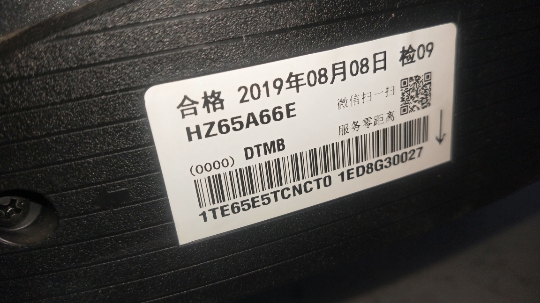 合格 2019年08月08日 检09
HZ65A66E
微信扫一扫
(0000) DTMB
服务零距离
1TE65E5TCNCT0 1ED8G30027